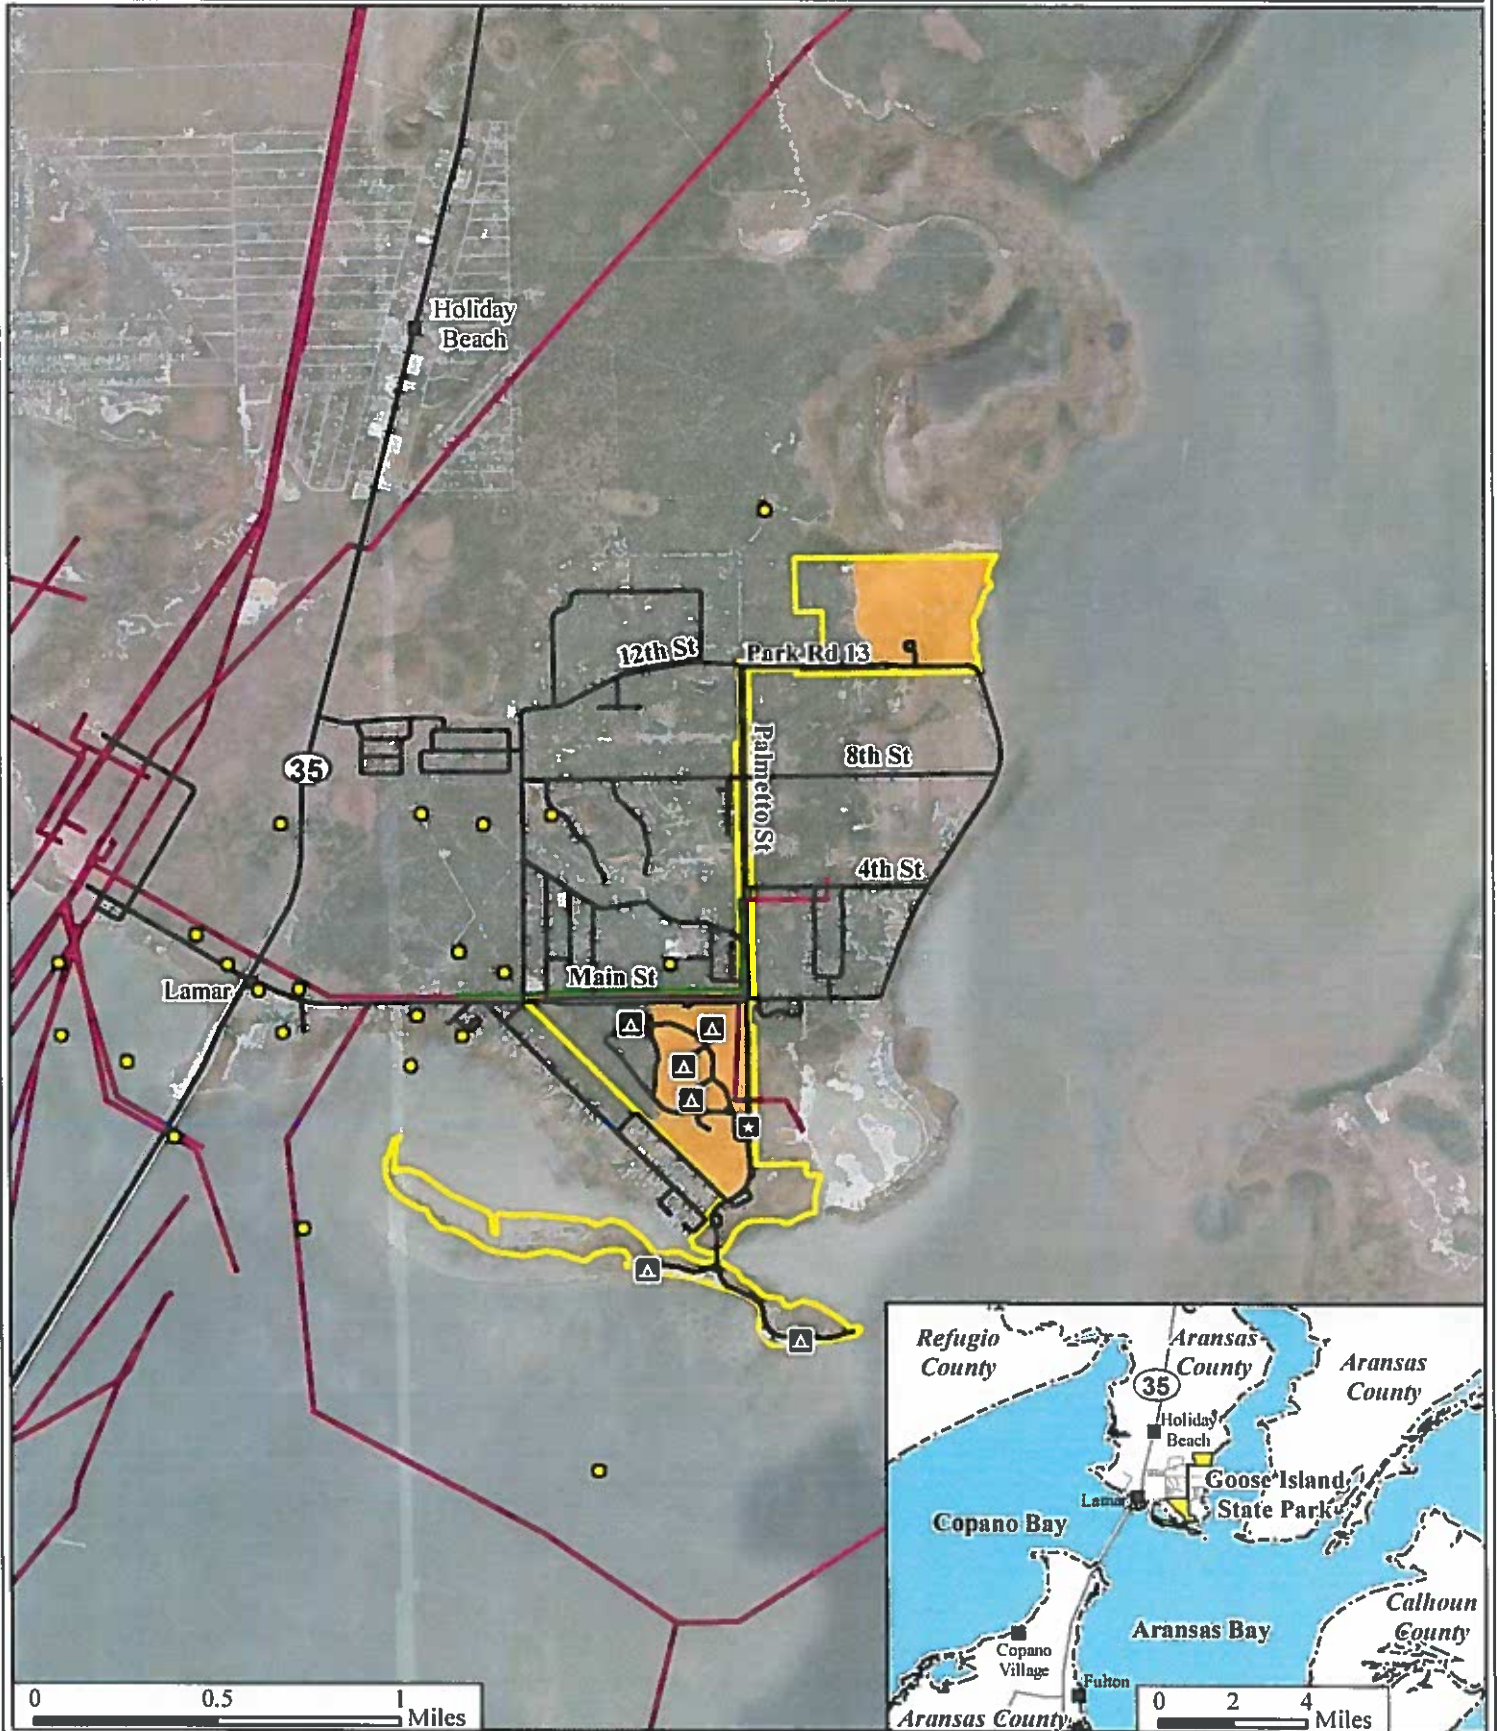 Holiday
Beach
12th St
Park Rd 13
Palmetto St
8th St
35
4th St
Main St
Lamar
Refugio
County
Aransas
County
Aransas
County
35
Holiday
Beach
Goose Island
State Park
Lamar
Copano Bay
Calhoun
County
Aransas Bay
Copano
Village
Fulton
Aransas County
0 0.5 1
Miles
0 2 4
Miles